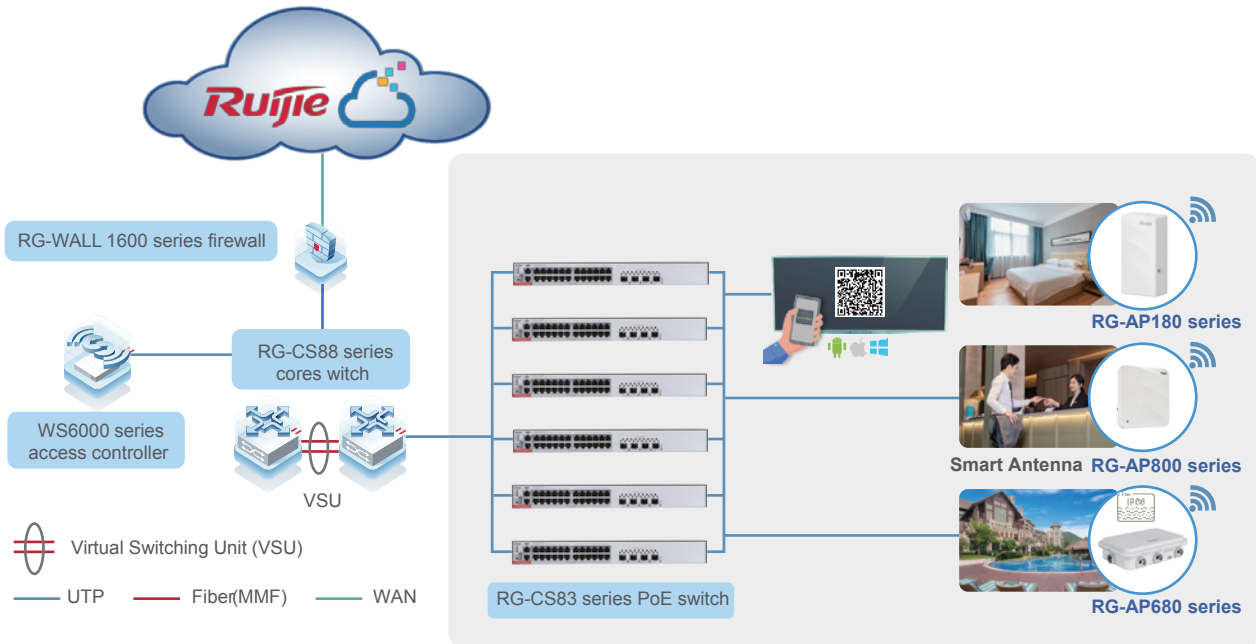 Ruijie
RG-WALL 1600 series firewall
RG-CS88 series
cores witch
WS6000 series
access controller
VSU
Virtual Switching Unit (VSU)
UTP
Fiber(MMF)
WAN
RG-CS83 series PoE switch
RG-AP180 series
Smart Antenna
RG-AP800 series
IP68
RG-AP680 series